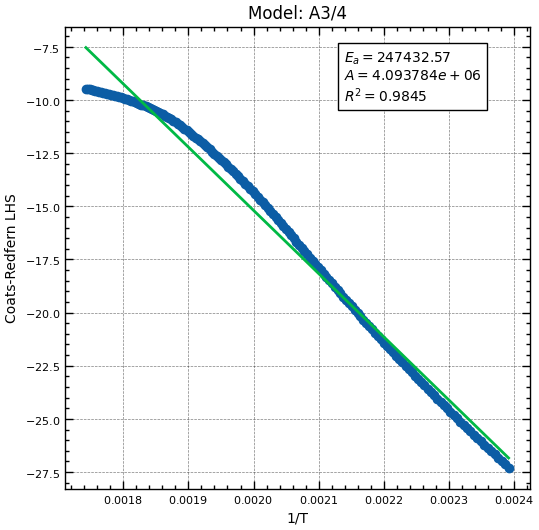 Model: A3/4
−7.5
−10.0
−12.5
−15.0
−17.5
−20.0
−22.5
−25.0
−27.5
Coats-Redfern LHS
Eₐ = 247432.57
A = 4.093784e + 06
R² = 0.9845
0.0018 0.0019 0.0020 0.0021 0.0022 0.0023 0.0024
1/T